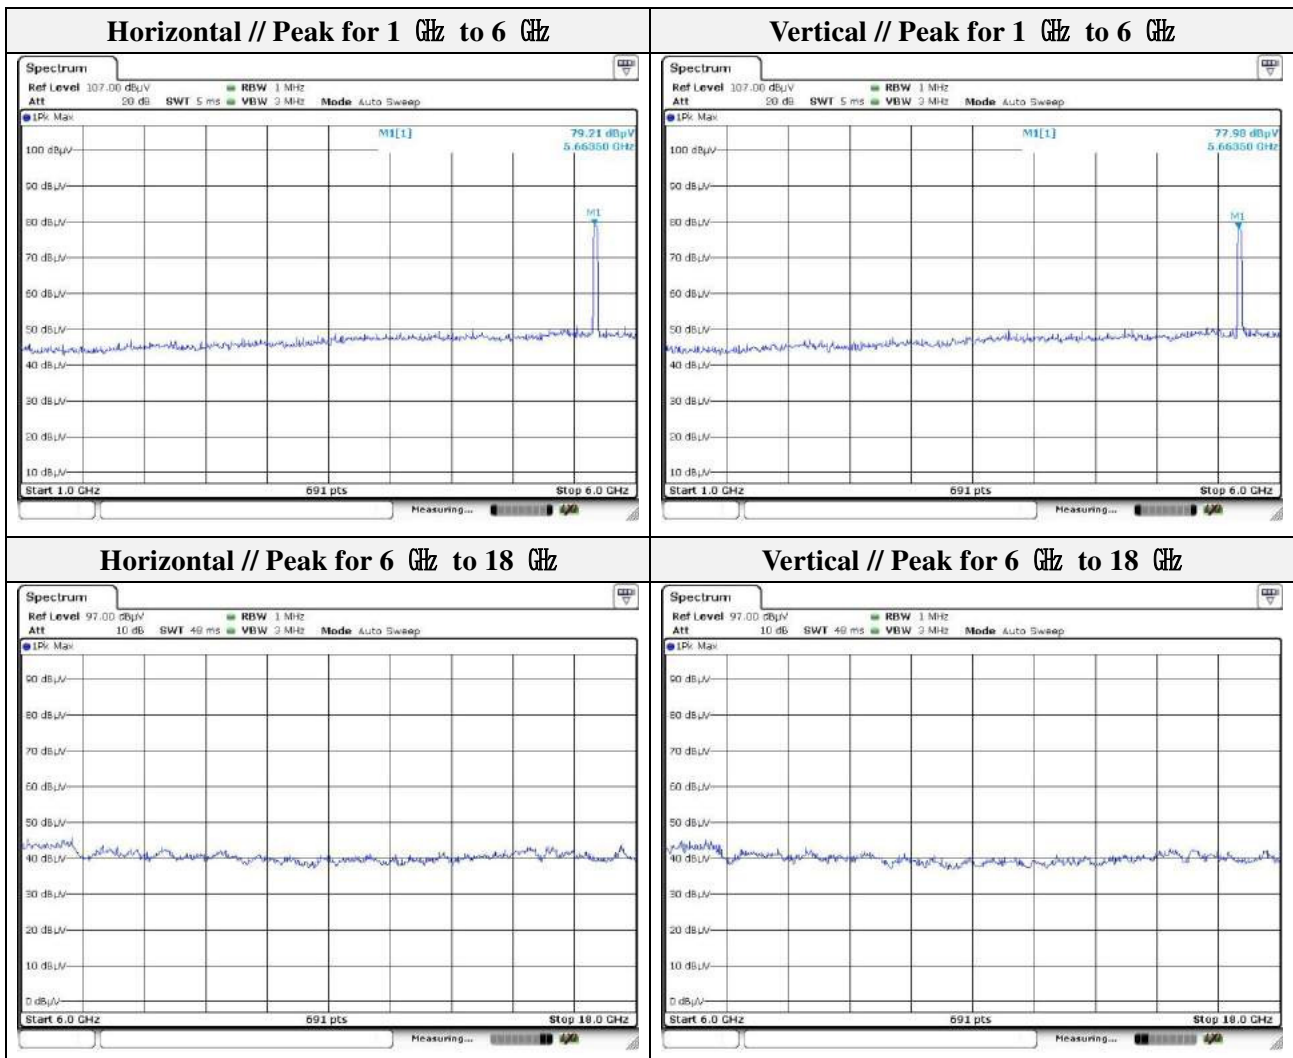 Horizontal // Peak for 1 ㎓ to 6 ㎓
Spectrum
Ref Level 107.00 dBµV RBW 1 MHz
Att 20 dB SWT 5 ms VBW 3 MHz Mode Auto Sweep
1Pk Max
M1[1] 79.21 dBµV
5.66350 GHz
100 dBµV
90 dBµV
M1
80 dBµV
70 dBµV
60 dBµV
50 dBµV
40 dBµV
30 dBµV
20 dBµV
10 dBµV
Start 1.0 GHz 691 pts Stop 6.0 GHz
Measuring...
Vertical // Peak for 1 ㎓ to 6 ㎓
Spectrum
Ref Level 107.00 dBµV RBW 1 MHz
Att 20 dB SWT 5 ms VBW 3 MHz Mode Auto Sweep
1Pk Max
M1[1] 77.98 dBµV
5.66350 GHz
100 dBµV
90 dBµV
M1
80 dBµV
70 dBµV
60 dBµV
50 dBµV
40 dBµV
30 dBµV
20 dBµV
10 dBµV
Start 1.0 GHz 691 pts Stop 6.0 GHz
Measuring...
Horizontal // Peak for 6 ㎓ to 18 ㎓
Spectrum
Ref Level 97.00 dBµV RBW 1 MHz
Att 10 dB SWT 48 ms VBW 3 MHz Mode Auto Sweep
1Pk Max
90 dBµV
80 dBµV
70 dBµV
60 dBµV
50 dBµV
40 dBµV
30 dBµV
20 dBµV
10 dBµV
0 dBµV
Start 6.0 GHz 691 pts Stop 18.0 GHz
Measuring...
Vertical // Peak for 6 ㎓ to 18 ㎓
Spectrum
Ref Level 97.00 dBµV RBW 1 MHz
Att 10 dB SWT 48 ms VBW 3 MHz Mode Auto Sweep
1Pk Max
90 dBµV
80 dBµV
70 dBµV
60 dBµV
50 dBµV
40 dBµV
30 dBµV
20 dBµV
10 dBµV
0 dBµV
Start 6.0 GHz 691 pts Stop 18.0 GHz
Measuring...